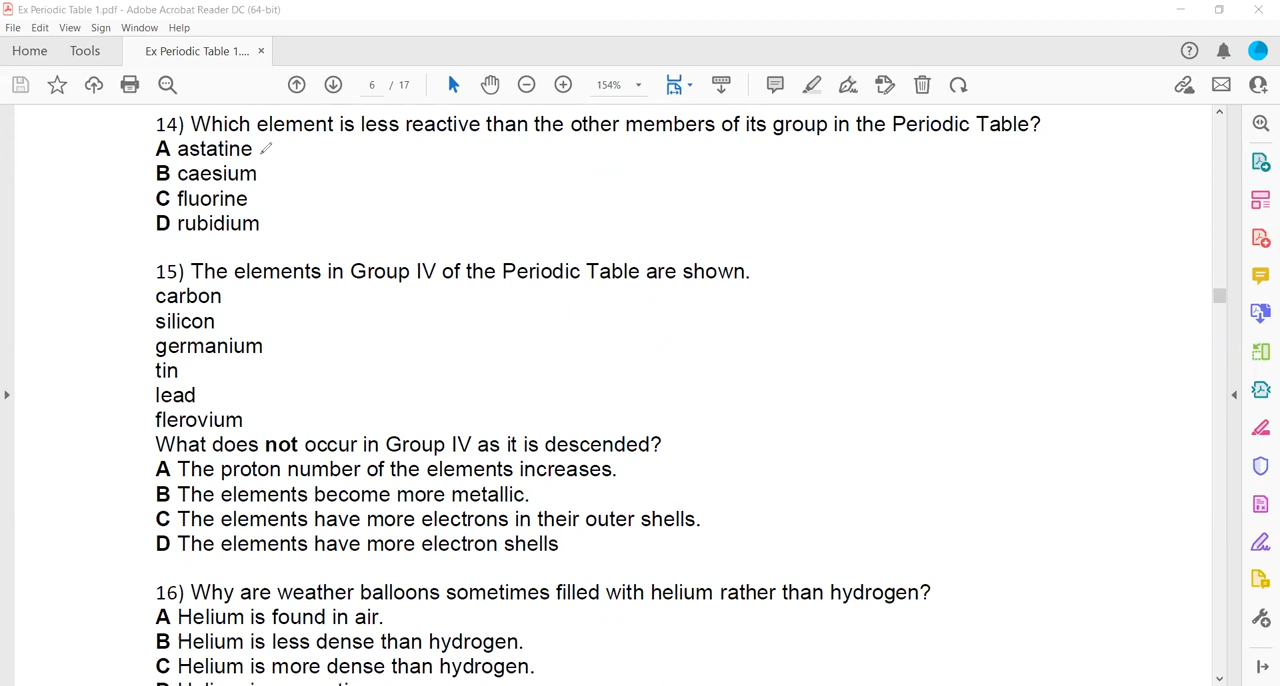 Ex Periodic Table 1.pdf - Adobe Acrobat Reader DC (64-bit)
File Edit View Sign Window Help
Home Tools Ex Periodic Table 1.... ×
6 / 17 154%
14) Which element is less reactive than the other members of its group in the Periodic Table?
A astatine
B caesium
C fluorine
D rubidium
15) The elements in Group IV of the Periodic Table are shown.
carbon
silicon
germanium
tin
lead
flerovium
What does not occur in Group IV as it is descended?
A The proton number of the elements increases.
B The elements become more metallic.
C The elements have more electrons in their outer shells.
D The elements have more electron shells
16) Why are weather balloons sometimes filled with helium rather than hydrogen?
A Helium is found in air.
B Helium is less dense than hydrogen.
C Helium is more dense than hydrogen.